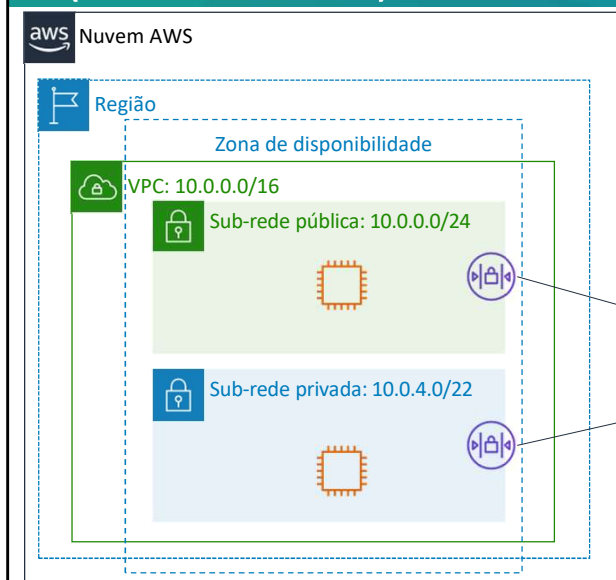 aws Nuvem AWS
Região
Zona de disponibilidade
VPC: 10.0.0.0/16
Sub-rede pública: 10.0.0.0/24
Sub-rede privada: 10.0.4.0/22